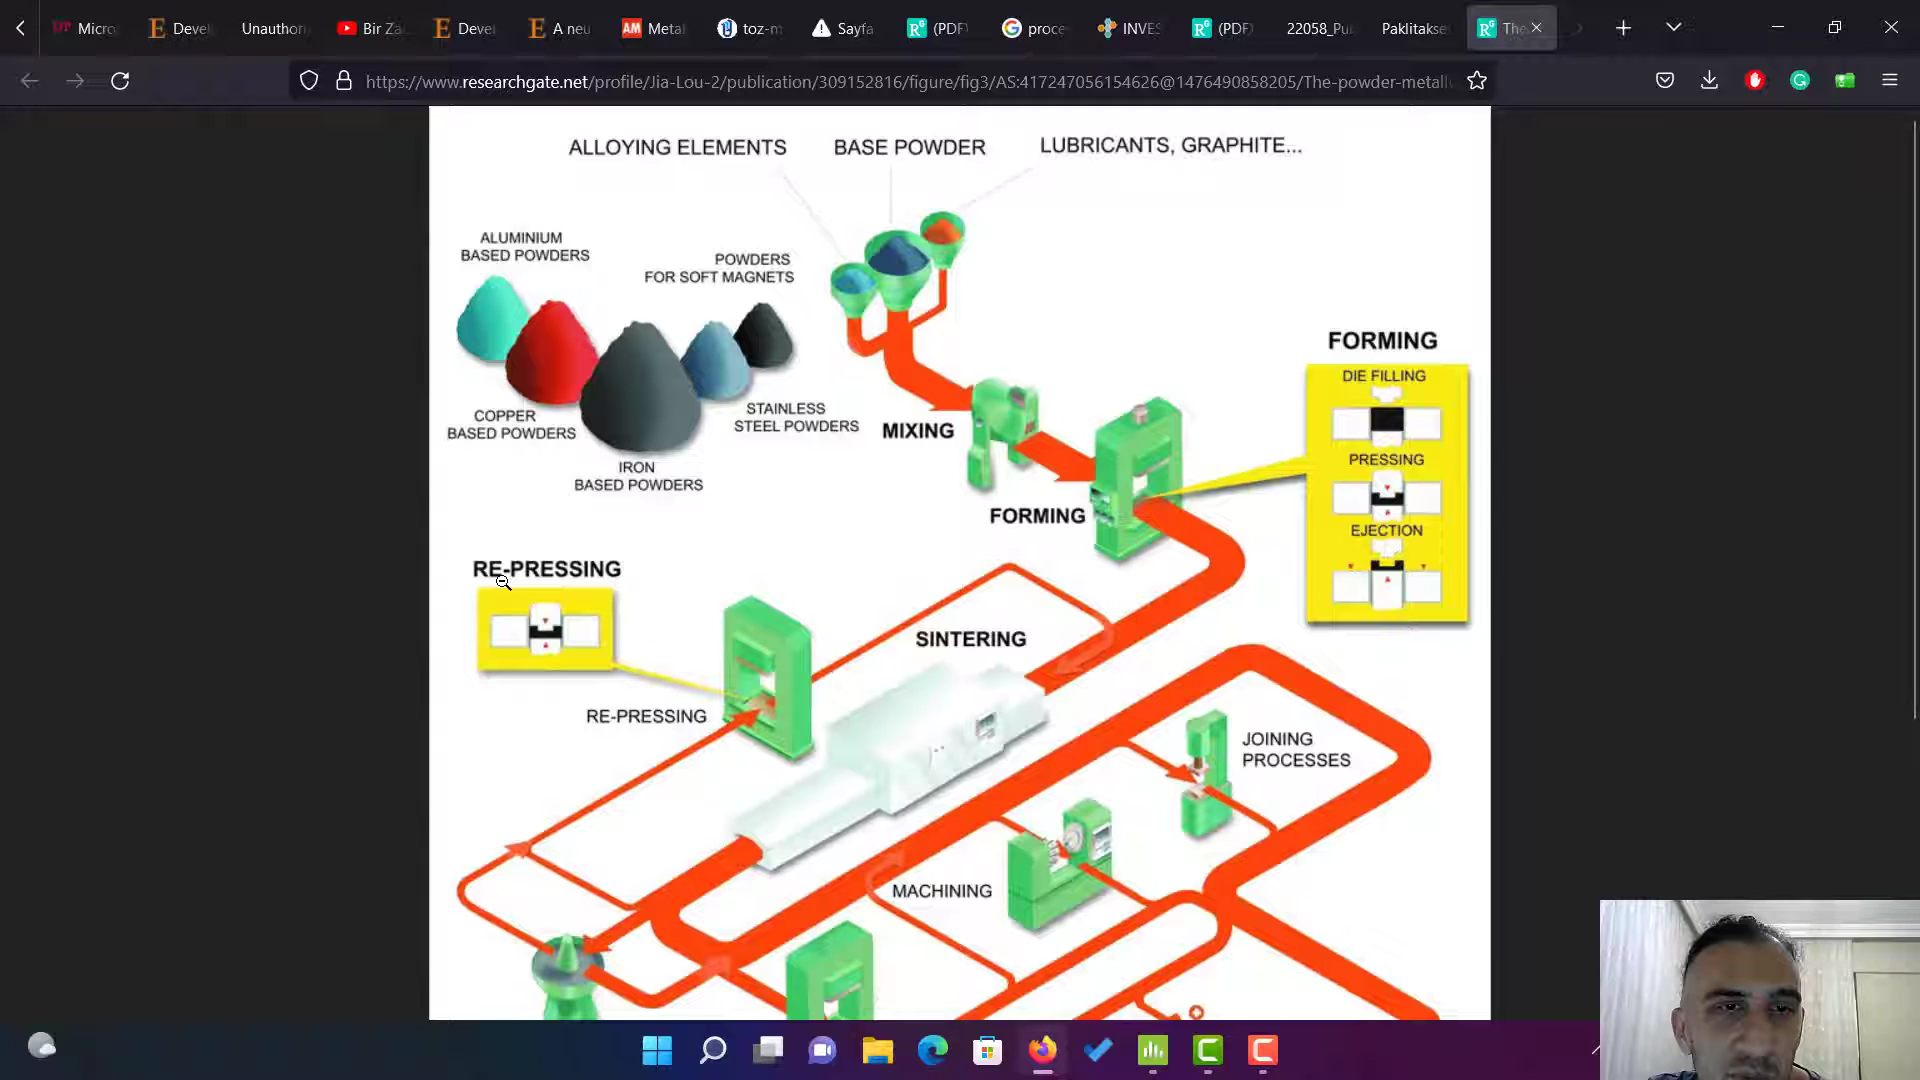 Micro
Devel
Unauthori
Bir Za
Devel
A neu
AM Metal
toz-m
Sayfa
(PDF
proce
INVES
(PDF)
22058_Pu
Paklitakse
The
https://www.researchgate.net/profile/Jia-Lou-2/publication/309152816/figure/fig3/AS:417247056154626@1476490858205/The-powder-metall
ALLOYING ELEMENTS
BASE POWDER
LUBRICANTS, GRAPHITE...
ALUMINIUM
BASED POWDERS
POWDERS
FOR SOFT MAGNETS
COPPER
BASED POWDERS
STAINLESS
STEEL POWDERS
IRON
BASED POWDERS
MIXING
FORMING
FORMING
DIE FILLING
PRESSING
EJECTION
RE-PRESSING
RE-PRESSING
SINTERING
JOINING
PROCESSES
MACHINING